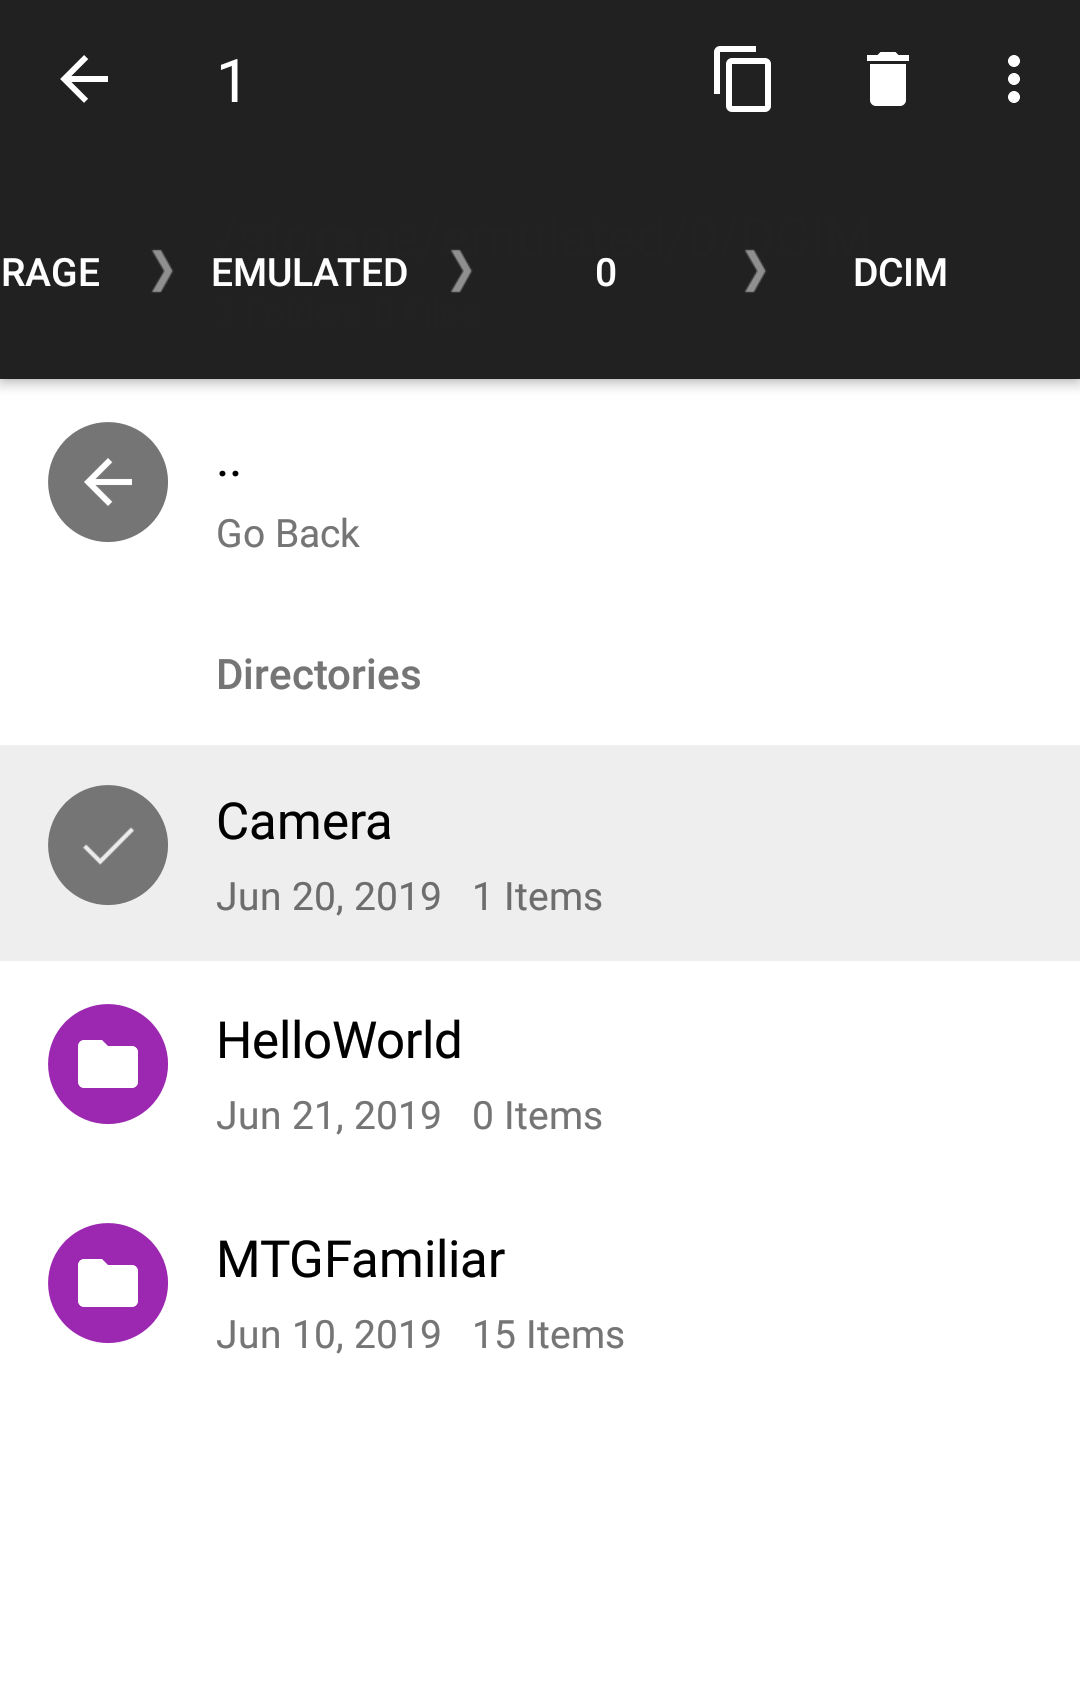 1
RAGE ❯ EMULATED ❯ 0 ❯ DCIM
..
Go Back
Directories
Camera
Jun 20, 2019 1 Items
HelloWorld
Jun 21, 2019 0 Items
MTGFamiliar
Jun 10, 2019 15 Items